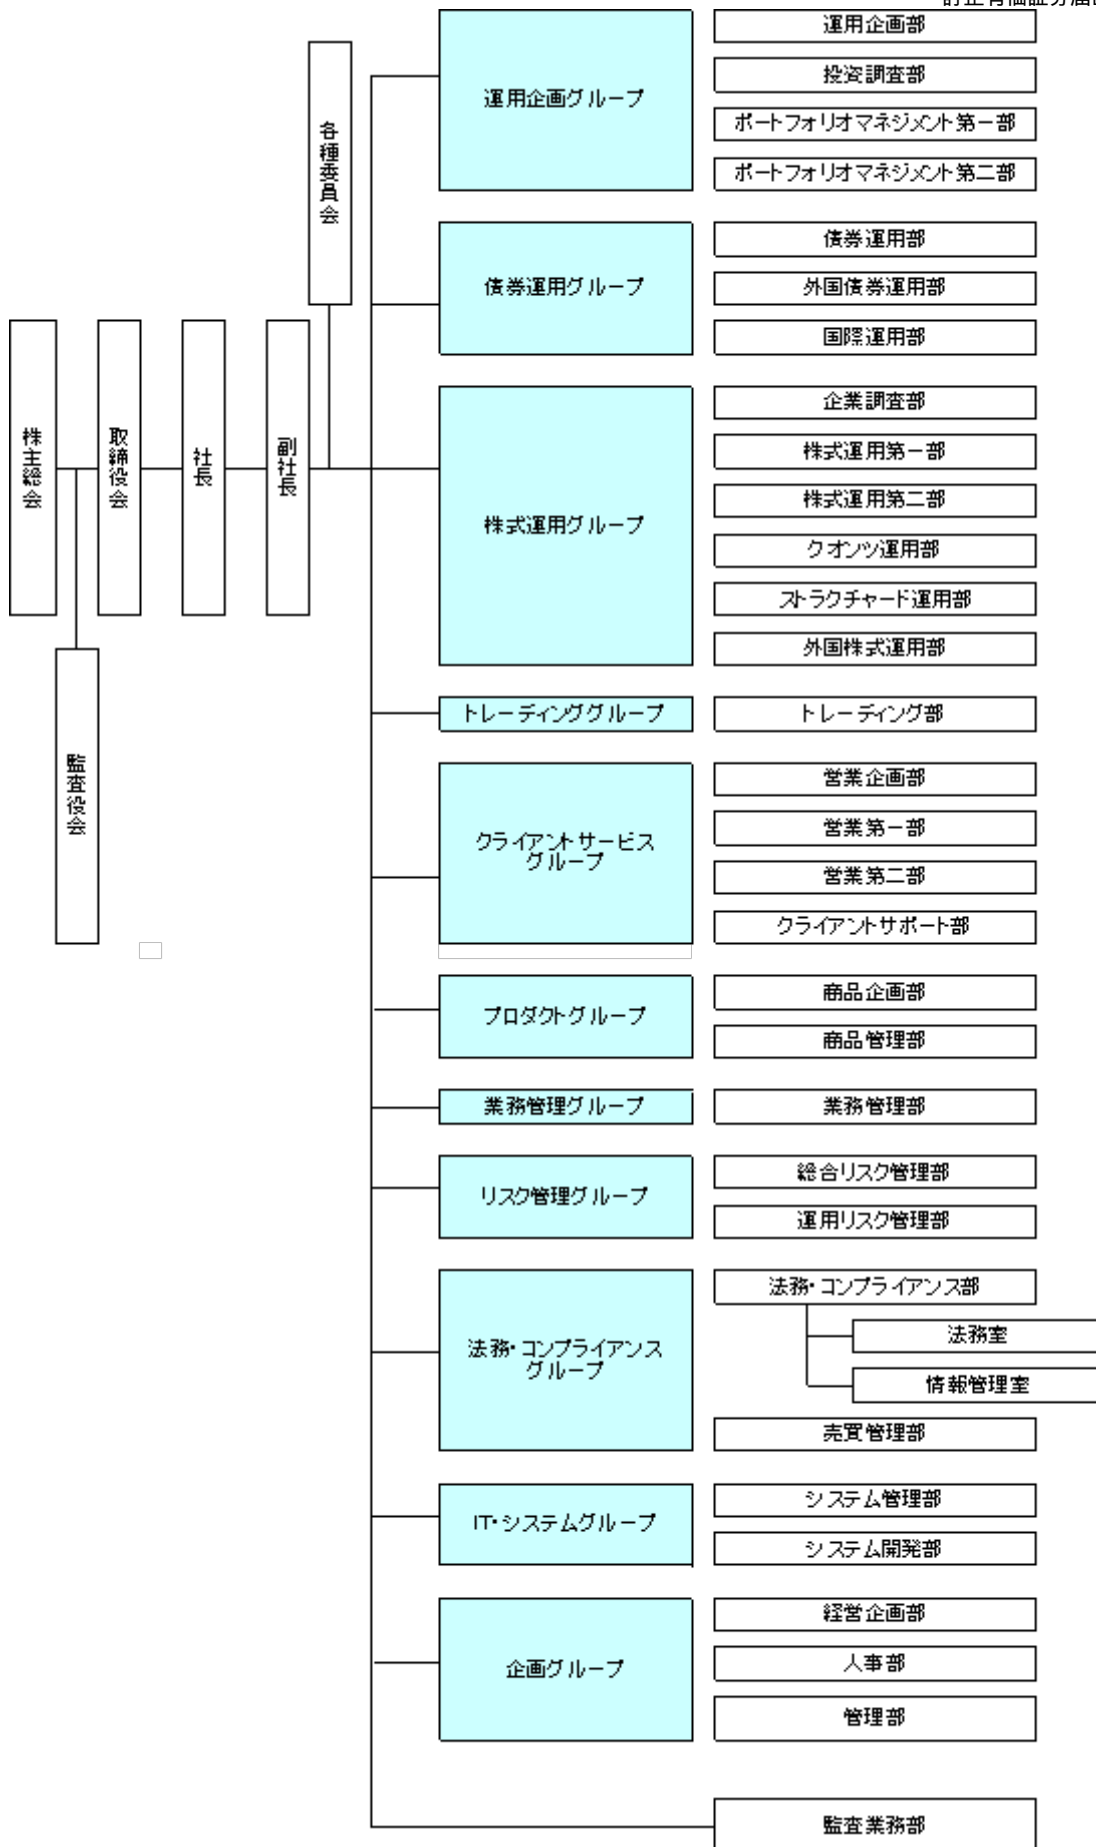 株主総会
監査役会
取締役会
社長
副社長
各種委員会
運用企画グループ
運用企画部
投資調査部
ポートフォリオマネジメント第一部
ポートフォリオマネジメント第二部
債券運用グループ
債券運用部
外国債券運用部
国際運用部
株式運用グループ
企業調査部
株式運用第一部
株式運用第二部
クオンツ運用部
ストラクチャード運用部
外国株式運用部
トレーディンググループ
トレーディング部
クライアントサービス
グループ
営業企画部
営業第一部
営業第二部
クライアントサポート部
プロダクトグループ
商品企画部
商品管理部
業務管理グループ
業務管理部
リスク管理グループ
総合リスク管理部
運用リスク管理部
法務・コンプライアンス
グループ
法務・コンプライアンス部
法務室
情報管理室
売買管理部
IT・システムグループ
システム管理部
システム開発部
企画グループ
経営企画部
人事部
管理部
監査業務部